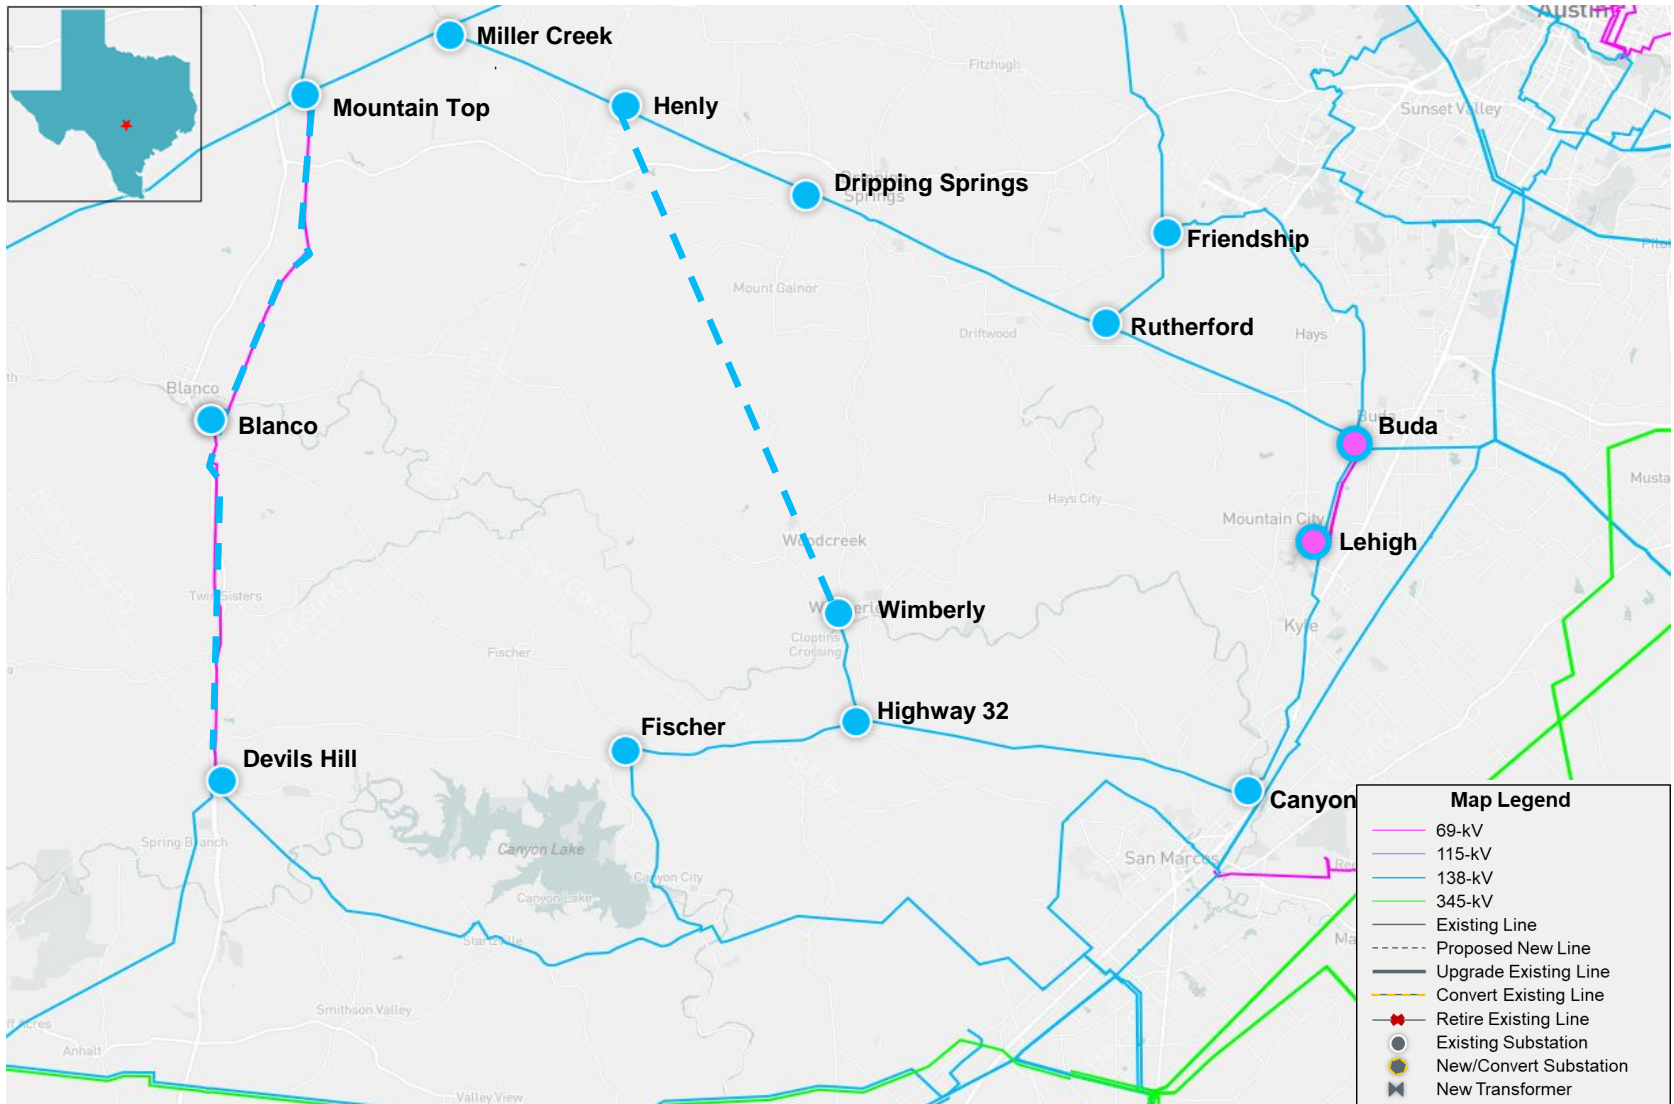 Austin
Miller Creek
Fitzhugh
Henly
Mountain Top
Sunset Valley
Dripping Springs
Springs
Friendship
Mount Gainor
Rutherford
Driftwood
Hays
Blanco
Blanco
Buda
Buda
Musta
Hays City
Mountain City
Woodcreek
Lehigh
Twin Sisters
Wimberly
Kyle
Cloptins
Crossing
Fischer
Highway 32
Fischer
Devils Hill
Canyon
Spring Branch
Canyon Lake
San Marcos
Canyon City
Canyon Lake
Startzville
Smithson Valley
Anhalt
Valley View
Map Legend
69-kV
115-kV
138-kV
345-kV
Existing Line
Proposed New Line
Upgrade Existing Line
Convert Existing Line
Retire Existing Line
Existing Substation
New/Convert Substation
New Transformer